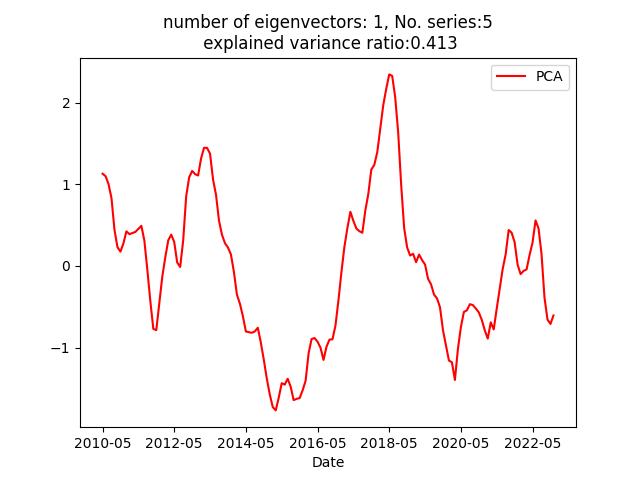 number of eigenvectors: 1, No. series:5
explained variance ratio:0.413
PCA
2
1
0
−1
2010-05 2012-05 2014-05 2016-05 2018-05 2020-05 2022-05
Date